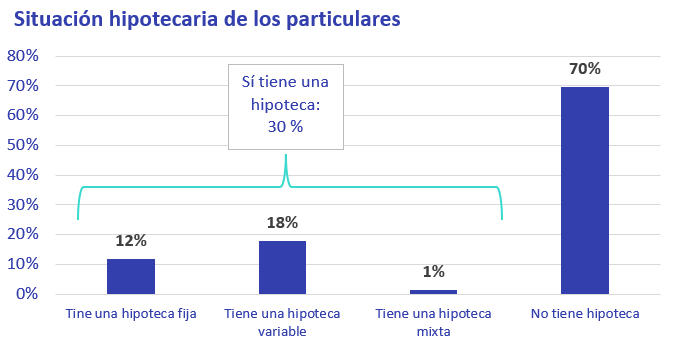 Situación hipotecaria de los particulares
80%
70%
60%
50%
40%
30%
20%
10%
0%
Sí tiene una
hipoteca:
30 %
12%
18%
1%
70%
Tine una hipoteca fija
Tiene una hipoteca
variable
Tiene una hipoteca
mixta
No tiene hipoteca